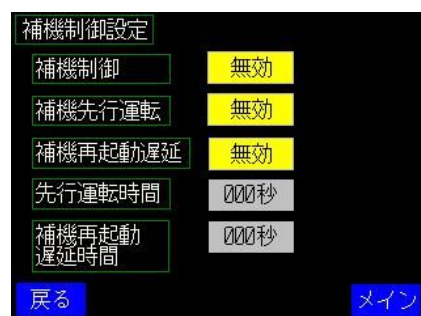 補機制御設定
補機制御 無効
補機先行運転 無効
補機再起動遅延 無効
先行運転時間 000秒
補機再起動 000秒
遅延時間
戻る メイン